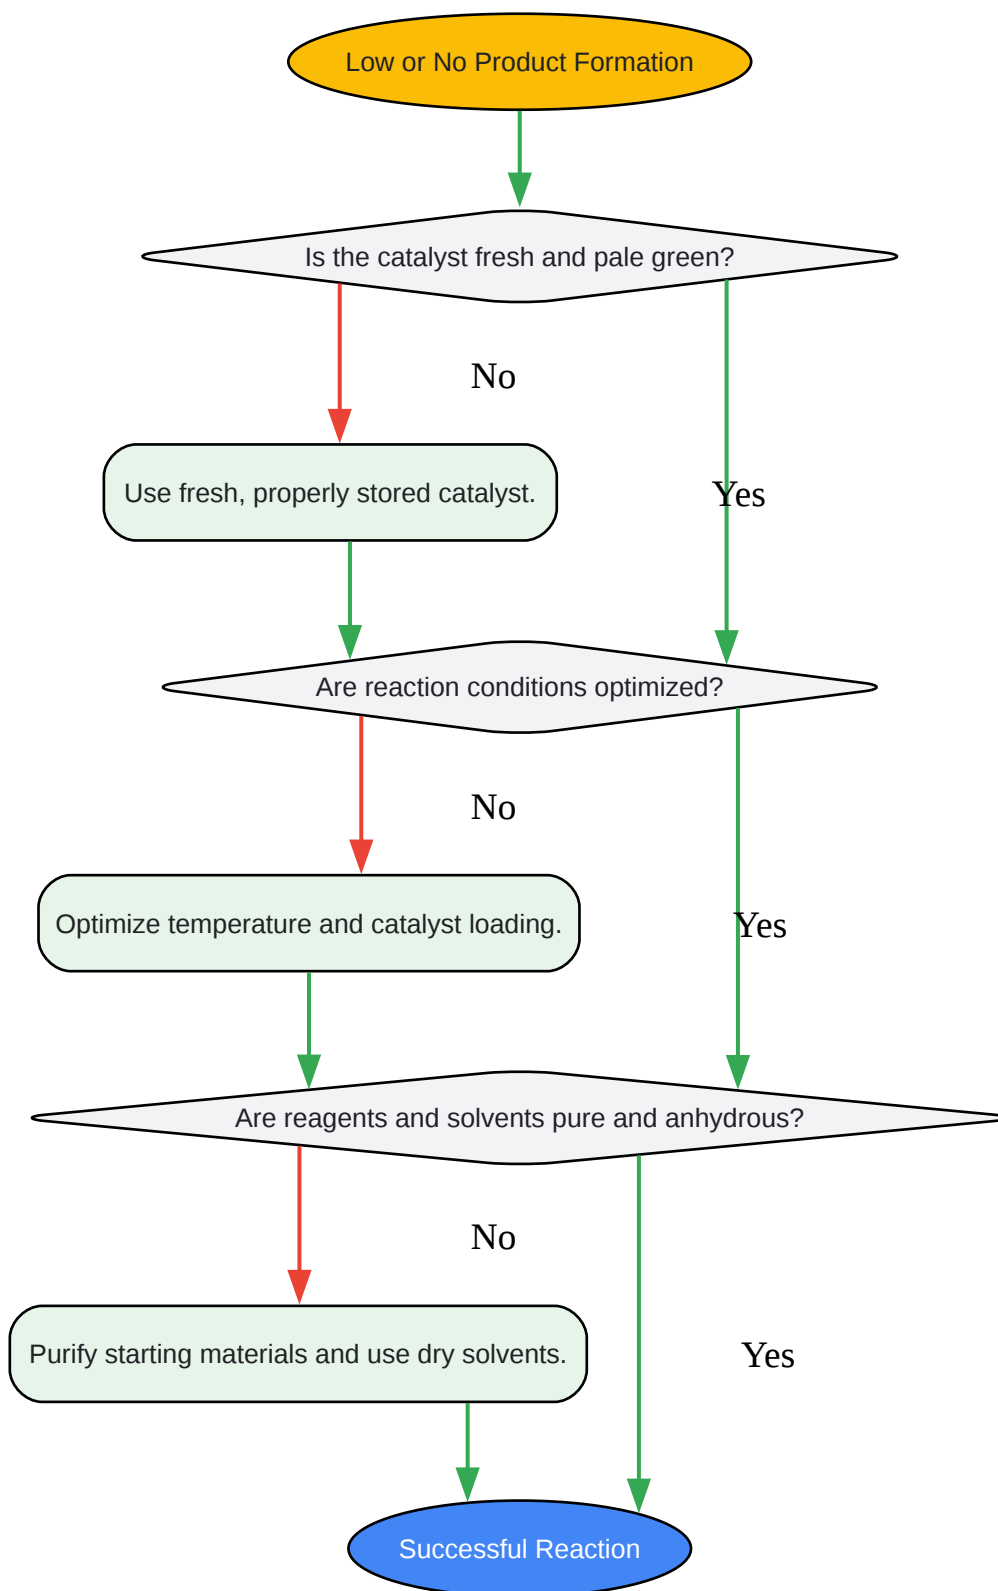 Low or No Product Formation
Is the catalyst fresh and pale green?
No
Use fresh, properly stored catalyst.
Yes
Are reaction conditions optimized?
No
Optimize temperature and catalyst loading.
Yes
Are reagents and solvents pure and anhydrous?
No
Purify starting materials and use dry solvents.
Yes
Successful Reaction